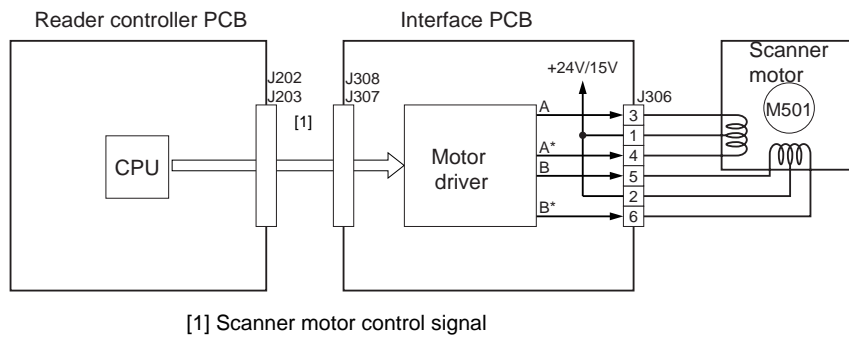 Reader controller PCB
Interface PCB
Scanner
motor
M501
+24V/15V
J202
J203
J308
J307
J306
[1]
CPU
Motor
driver
A
A*
B
B*
3
1
4
5
2
6
[1] Scanner motor control signal